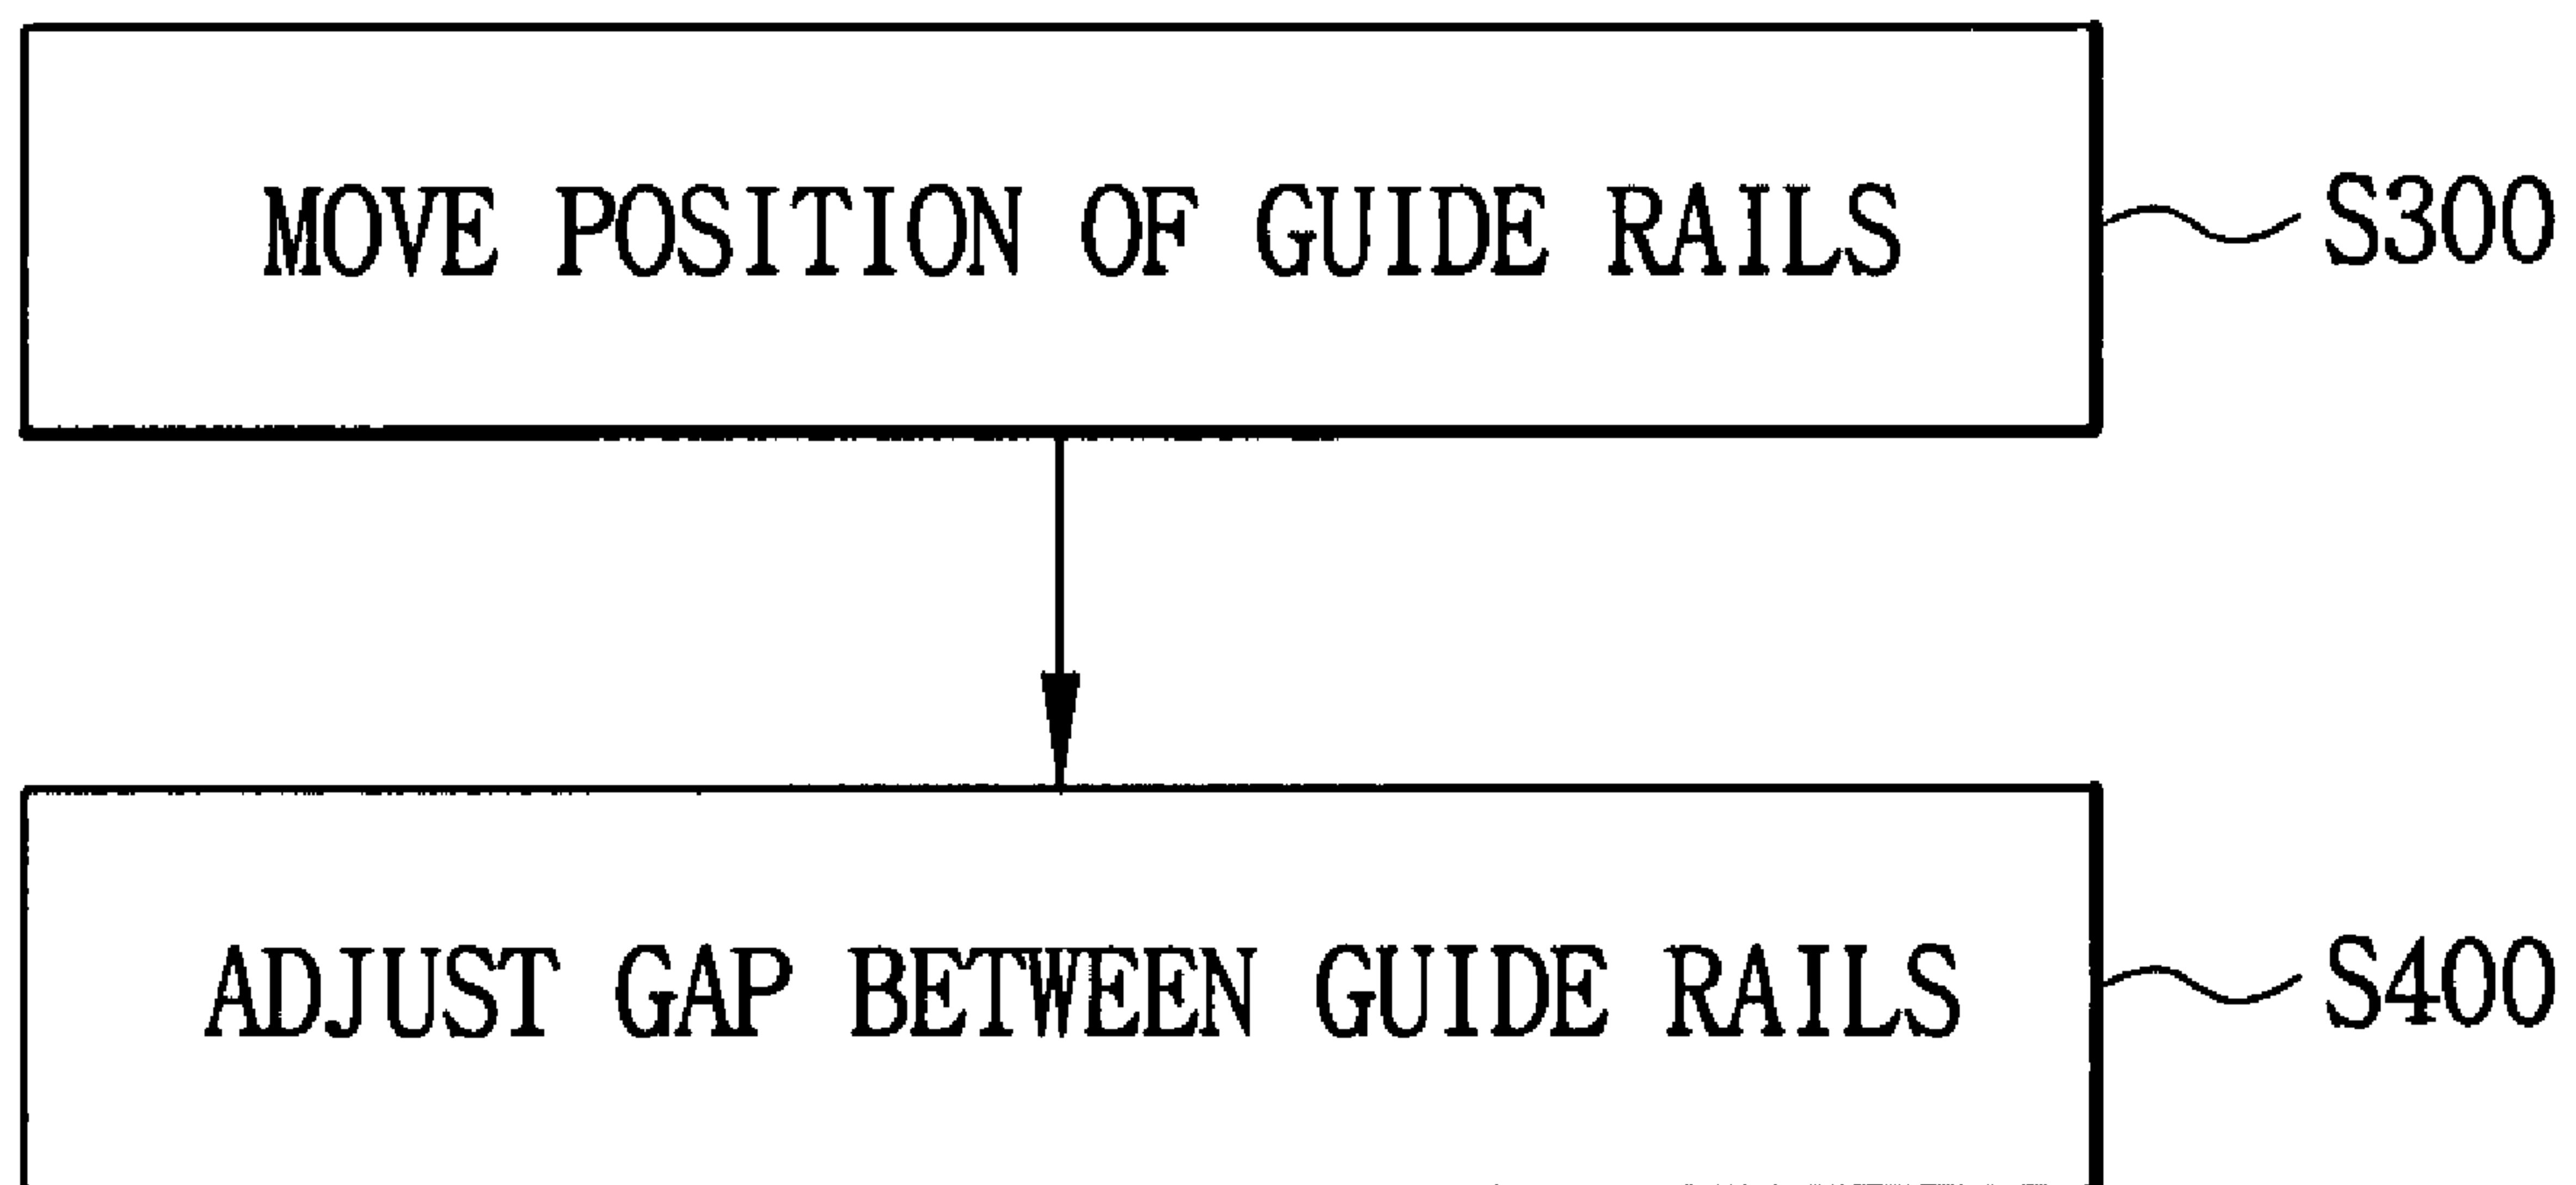 MOVE POSITION OF GUIDE RAILS
S300
ADJUST GAP BETWEEN GUIDE RAILS
S400